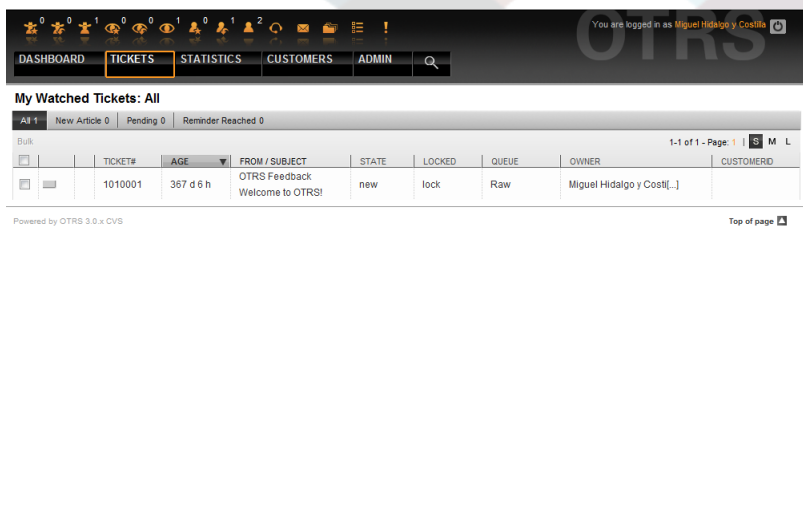 0 0 1 0 0 1 0 1 2
You are logged in as Miguel Hidalgo y Costilla
OTRS
DASHBOARD TICKETS STATISTICS CUSTOMERS ADMIN
My Watched Tickets: All
All 1 New Article 0 Pending 0 Reminder Reached 0
Bulk 1-1 of 1 - Page: 1 | S M L
TICKET# AGE FROM / SUBJECT STATE LOCKED QUEUE OWNER CUSTOMERID
1010001 367 d 6 h OTRS Feedback new lock Raw Miguel Hidalgo y Costi[...]
Welcome to OTRS!
Powered by OTRS 3.0.x CVS Top of page